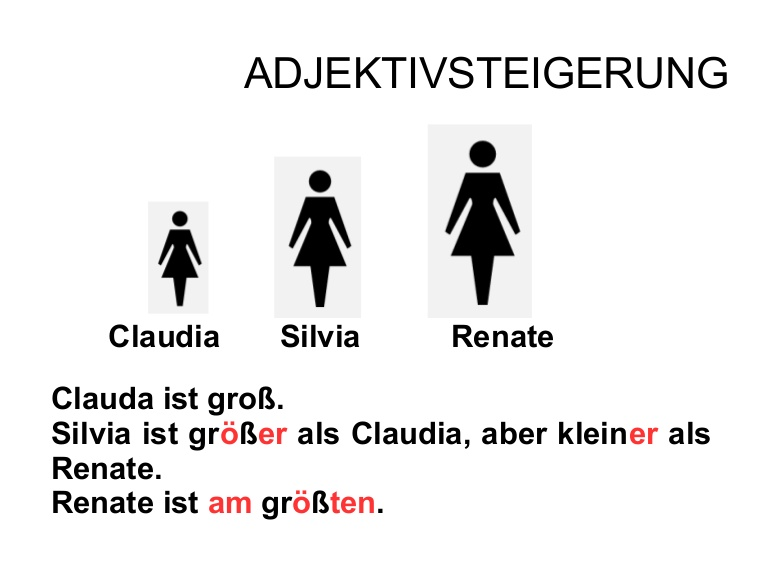 ADJEKTIVSTEIGERUNG
Claudia Silvia Renate
Clauda ist groß.
Silvia ist größer als Claudia, aber kleiner als
Renate.
Renate ist am größten.